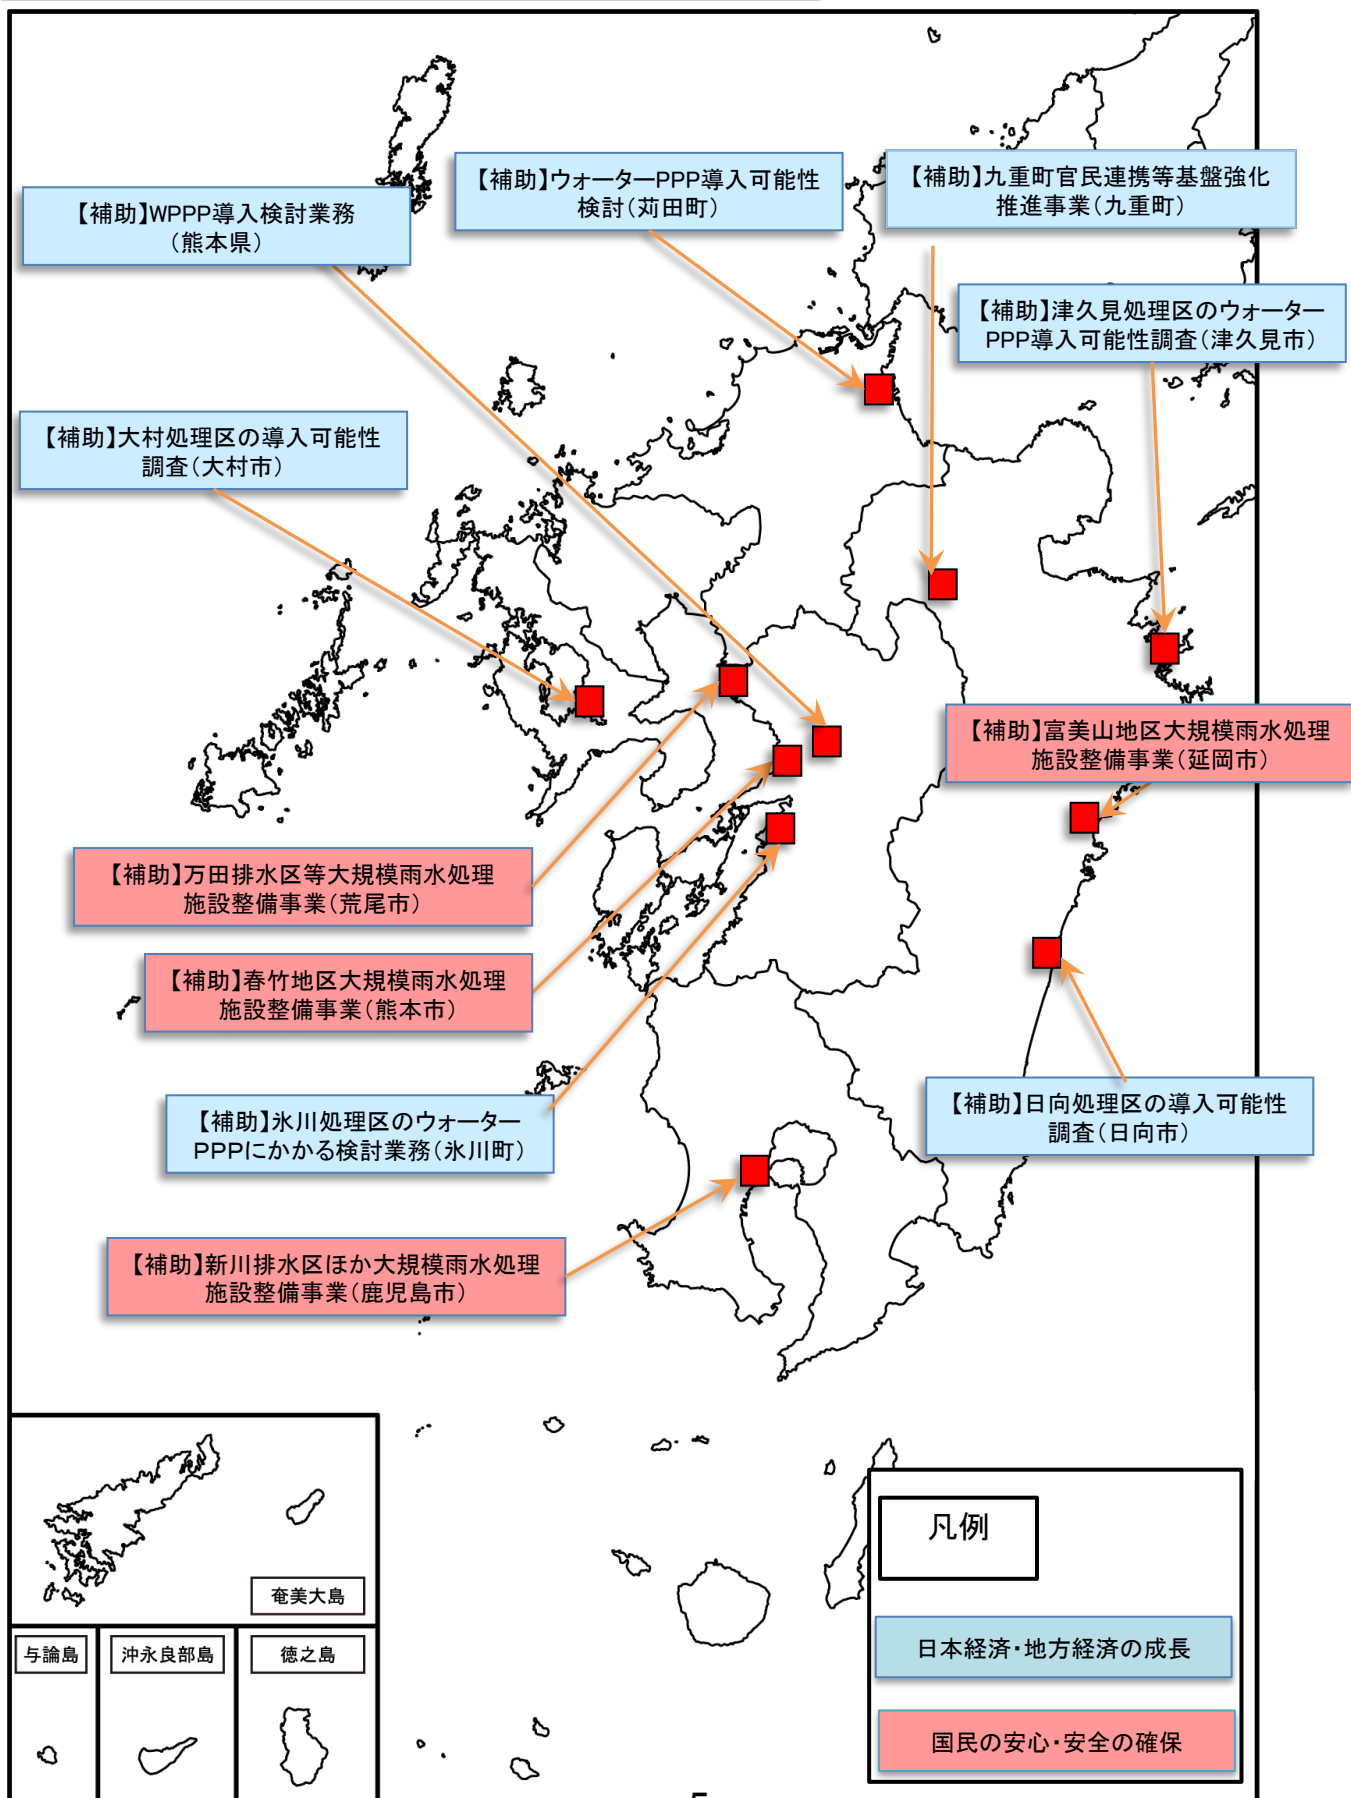 【補助】ウォーターPPP導入可能性
検討(苅田町)
【補助】九重町官民連携等基盤強化
推進事業(九重町)
【補助】WPPP導入検討業務
(熊本県)
【補助】津久見処理区のウォーター
PPP導入可能性調査(津久見市)
【補助】大村処理区の導入可能性
調査(大村市)
【補助】富美山地区大規模雨水処理
施設整備事業(延岡市)
【補助】万田排水区等大規模雨水処理
施設整備事業(荒尾市)
【補助】春竹地区大規模雨水処理
施設整備事業(熊本市)
【補助】氷川処理区のウォーター
PPPにかかる検討業務(氷川町)
【補助】日向処理区の導入可能性
調査(日向市)
【補助】新川排水区ほか大規模雨水処理
施設整備事業(鹿児島市)
凡例
日本経済・地方経済の成長
国民の安心・安全の確保
奄美大島
与論島
沖永良部島
徳之島